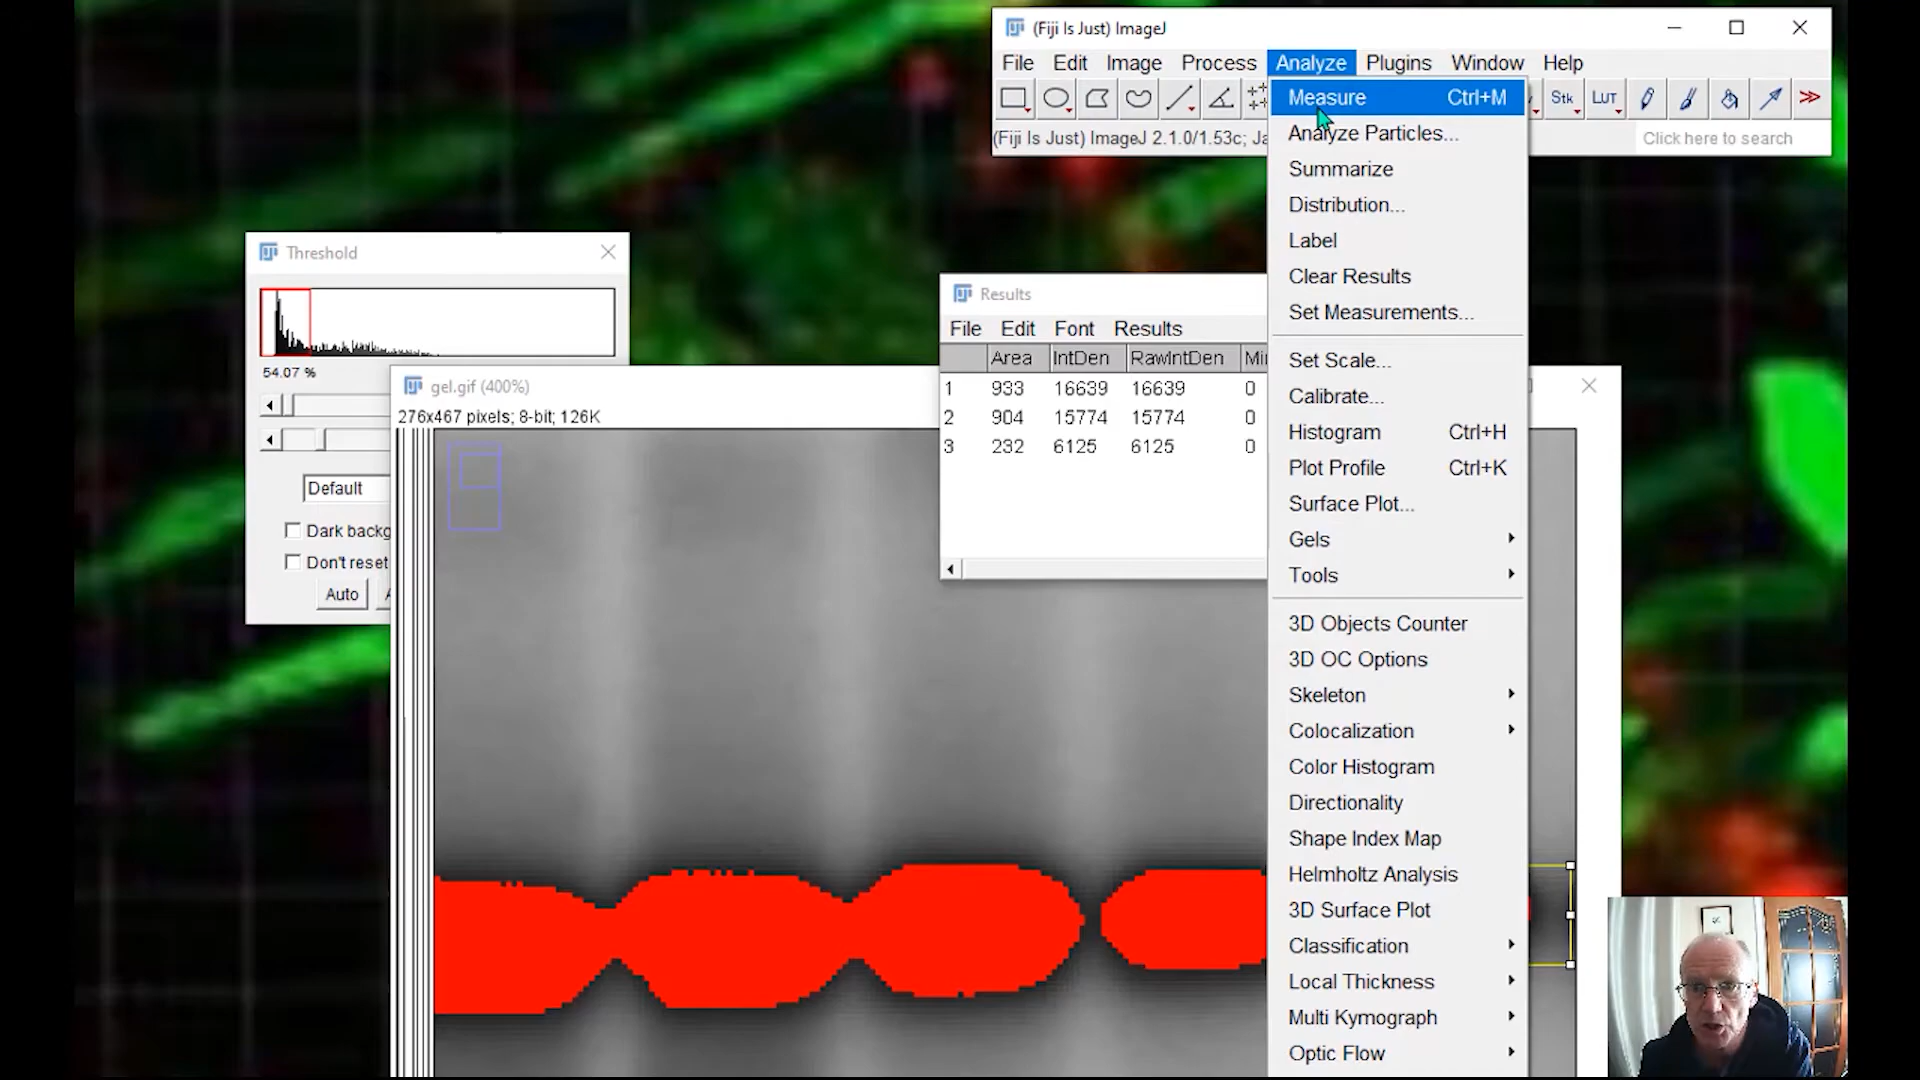 (Fiji Is Just) ImageJ
File Edit Image Process Analyze Plugins Window Help
Stk LUT
(Fiji Is Just) ImageJ 2.1.0/1.53c; Ja
Click here to search
Measure Ctrl+M
Analyze Particles...
Summarize
Distribution...
Label
Clear Results
Set Measurements...
Set Scale...
Calibrate...
Histogram Ctrl+H
Plot Profile Ctrl+K
Surface Plot...
Gels
Tools
3D Objects Counter
3D OC Options
Skeleton
Colocalization
Color Histogram
Directionality
Shape Index Map
Helmholtz Analysis
3D Surface Plot
Classification
Local Thickness
Multi Kymograph
Optic Flow
Threshold
54.07 %
Default
Dark backg
Don't reset
Auto
Results
File Edit Font Results
Area IntDen RawIntDen Min
1 933 16639 16639 0
2 904 15774 15774 0
3 232 6125 6125 0
gel.gif (400%)
276x467 pixels; 8-bit; 126K